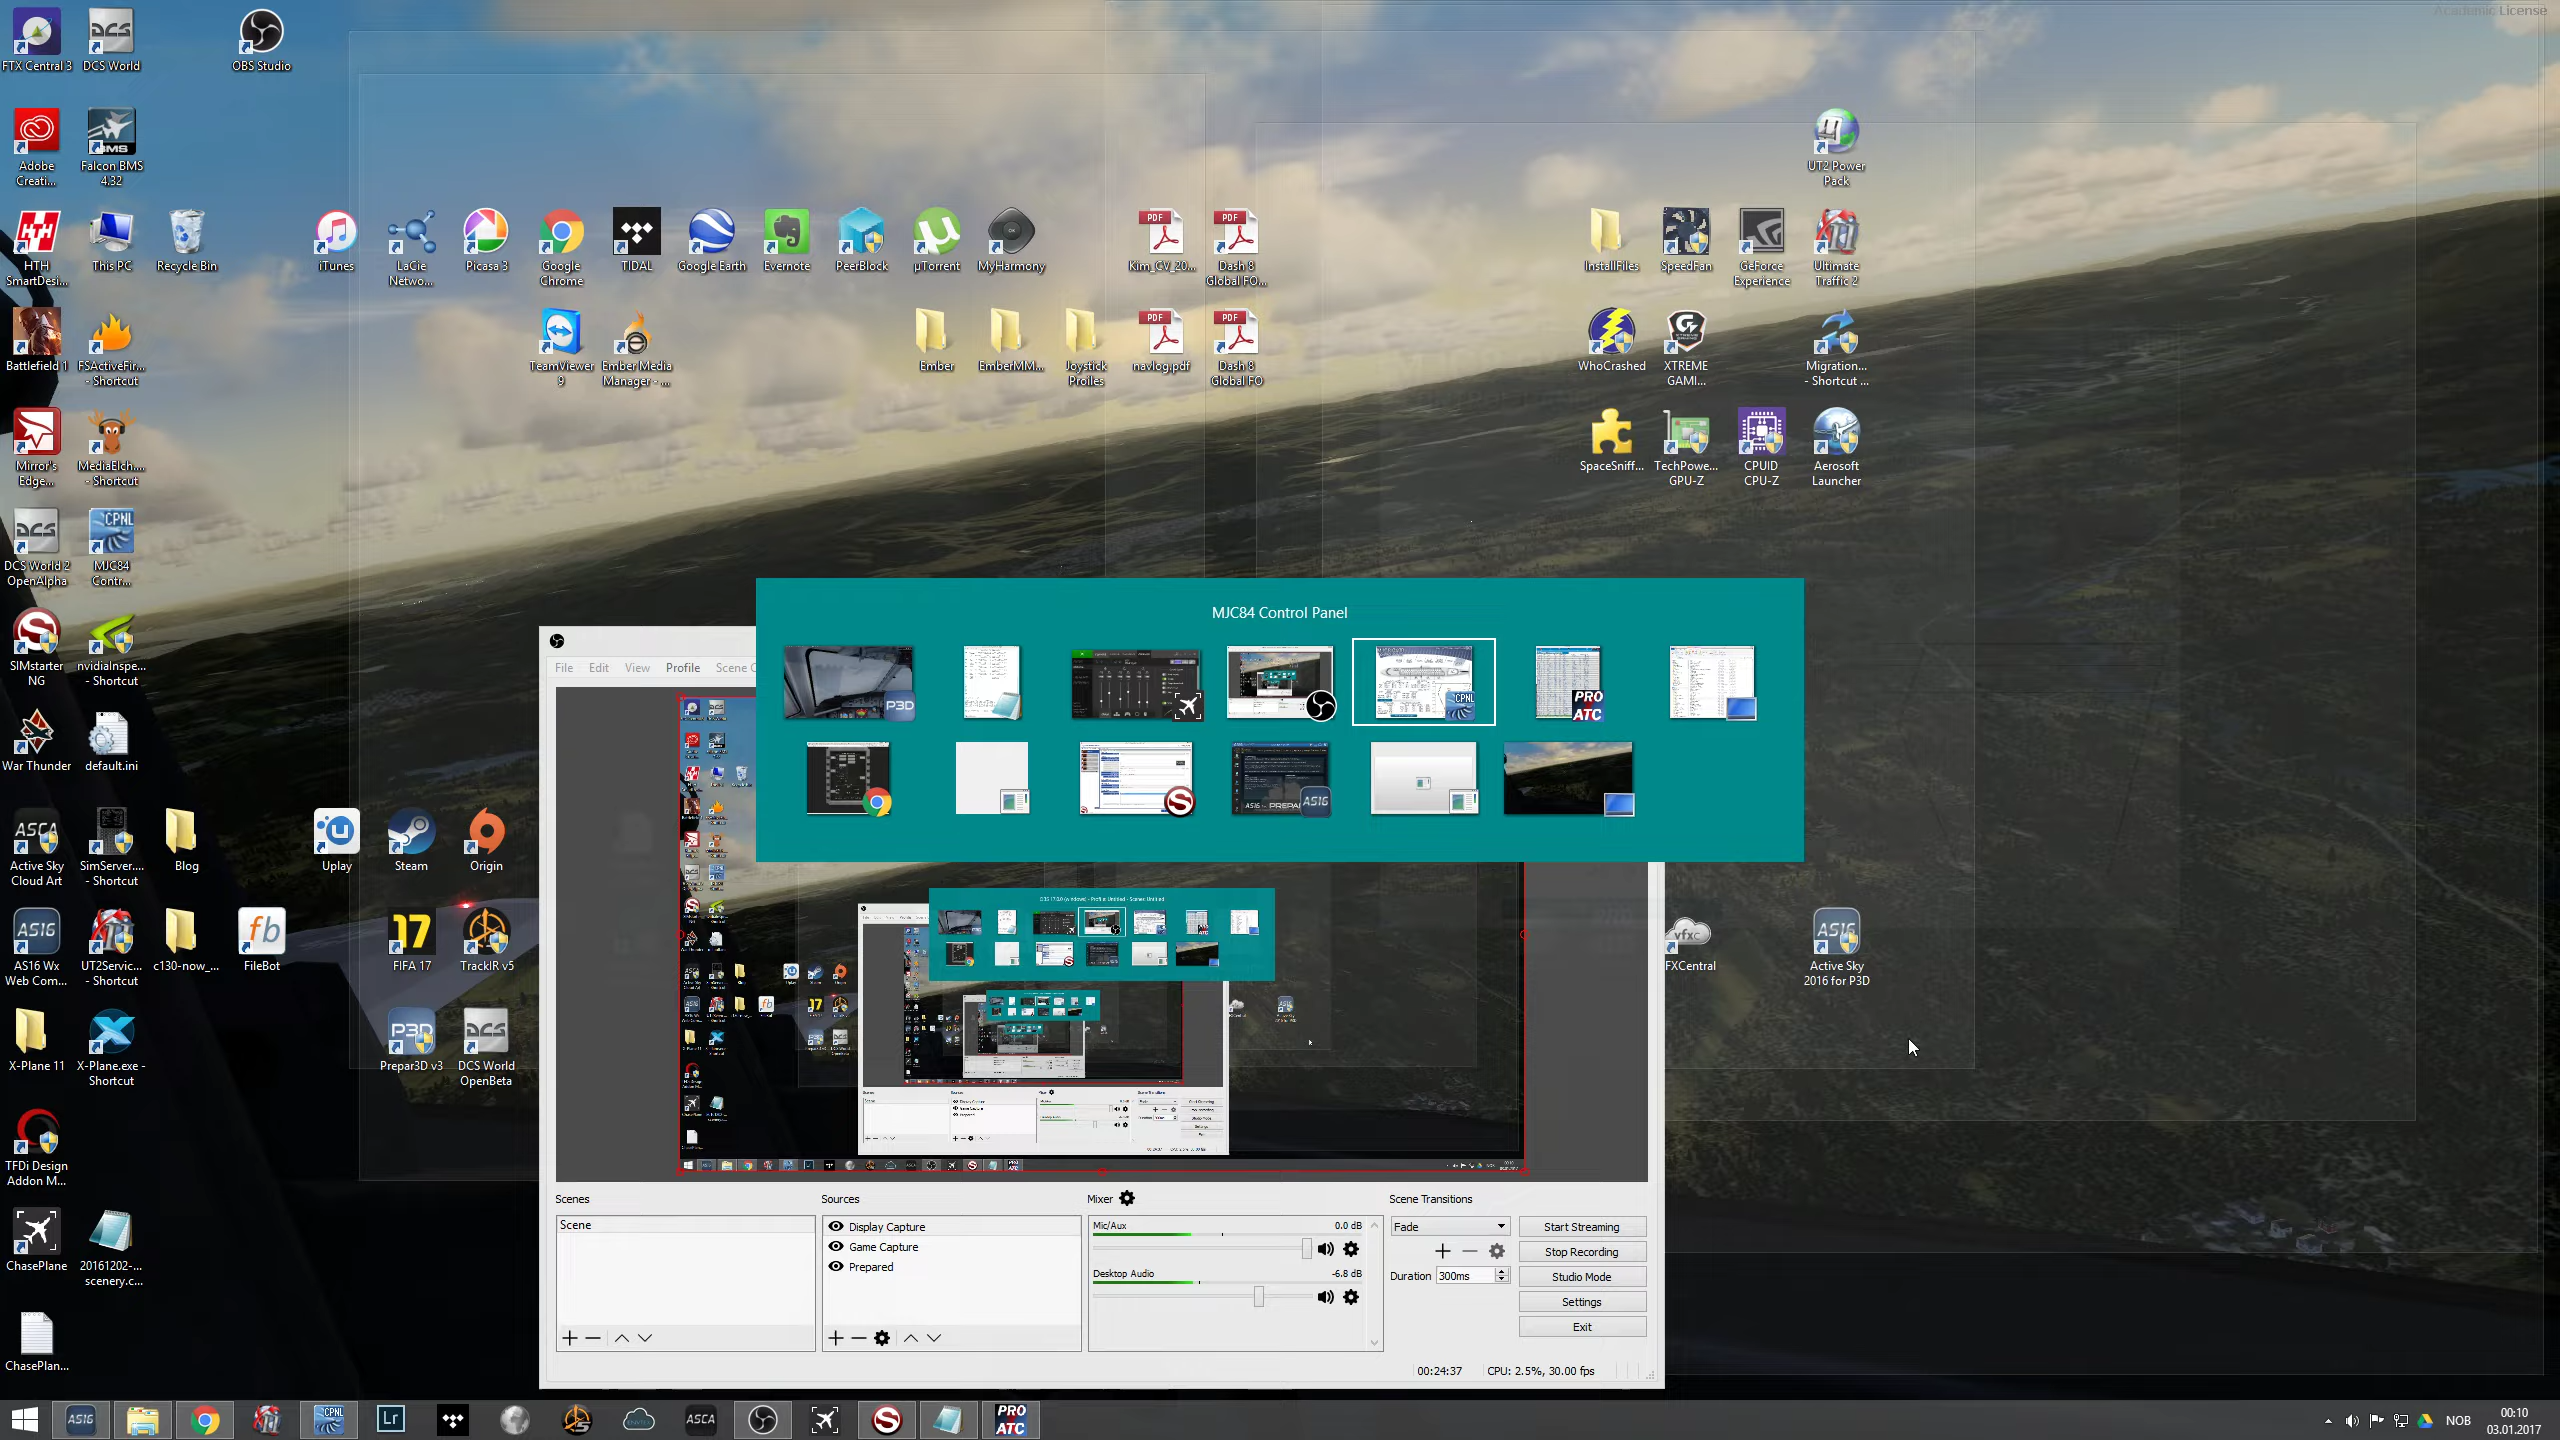 Academic License
FTX Central 3
DCS World
OBS Studio
Adobe
Creati...
Falcon BMS
4.32
UT2 Power
Pack
HTH
SmartDesi...
This PC
Recycle Bin
iTunes
LaCie
Netwo...
Picasa 3
Google
Chrome
TIDAL
Google Earth
Evernote
PeerBlock
µTorrent
MyHarmony
Kim_CV_20...
Dash 8
Global FO...
InstallFiles
SpeedFan
GeForce
Experience
Ultimate
Traffic 2
Battlefield 1
FSActiveFir...
- Shortcut
TeamViewer
9
Ember Media
Manager - ...
Ember
EmberMM...
Joystick
Proiles
navlog.pdf
Dash 8
Global FO
WhoCrashed
XTREME
GAMI...
Migration...
- Shortcut ...
Mirror's
Edge...
MediaElch....
- Shortcut
SpaceSniff...
TechPowe...
GPU-Z
CPUID
CPU-Z
Aerosoft
Launcher
DCS World 2
OpenAlpha
MJC84
Contr...
SIMstarter
NG
nvidiaInspe...
- Shortcut
War Thunder
default.ini
Active Sky
Cloud Art
SimServer....
- Shortcut
Blog
Uplay
Steam
Origin
AS16 Wx
Web Com...
UT2Servic...
- Shortcut
c130-now_...
FileBot
FIFA 17
TrackIR v5
FXCentral
Active Sky
2016 for P3D
X-Plane 11
X-Plane.exe -
Shortcut
Prepar3D v3
DCS World
OpenBeta
TFDi Design
Addon M...
ChasePlane
20161202-...
scenery.c...
ChasePlan...
MJC84 Control Panel
File Edit View Profile Scene C
Scenes
Scene
Sources
Display Capture
Game Capture
Prepared
Mixer
Mic/Aux 0.0 dB
Desktop Audio -6.8 dB
Scene Transitions
Fade
Duration 300ms
Start Streaming
Stop Recording
Studio Mode
Settings
Exit
00:24:37 CPU: 2.5%, 30.00 fps
AS16
CPNL
Lr
ASCA
PRO
ATC
NOB
00:10
03.01.2017